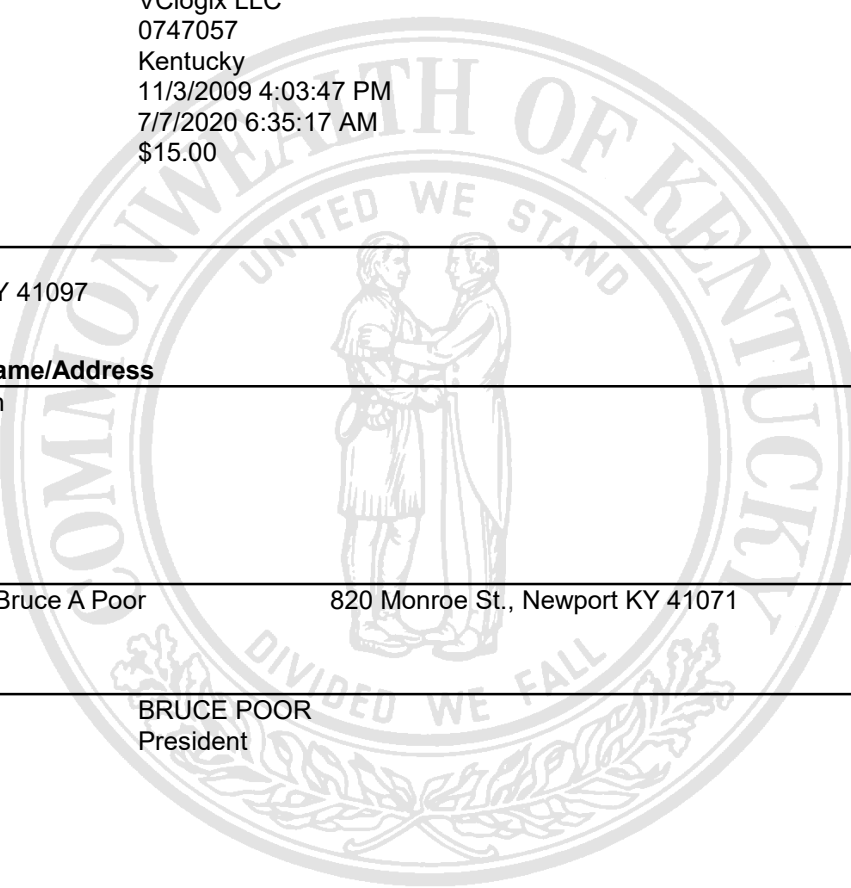 VClogix LLC
0747057
Kentucky
11/3/2009 4:03:47 PM
7/7/2020 6:35:17 AM
$15.00
Y 41097
ame/Address
n
Bruce A Poor 820 Monroe St., Newport KY 41071
BRUCE POOR
President
COMMONWEALTH OF KENTUCKY
UNITED WE STAND
DIVIDED WE FALL